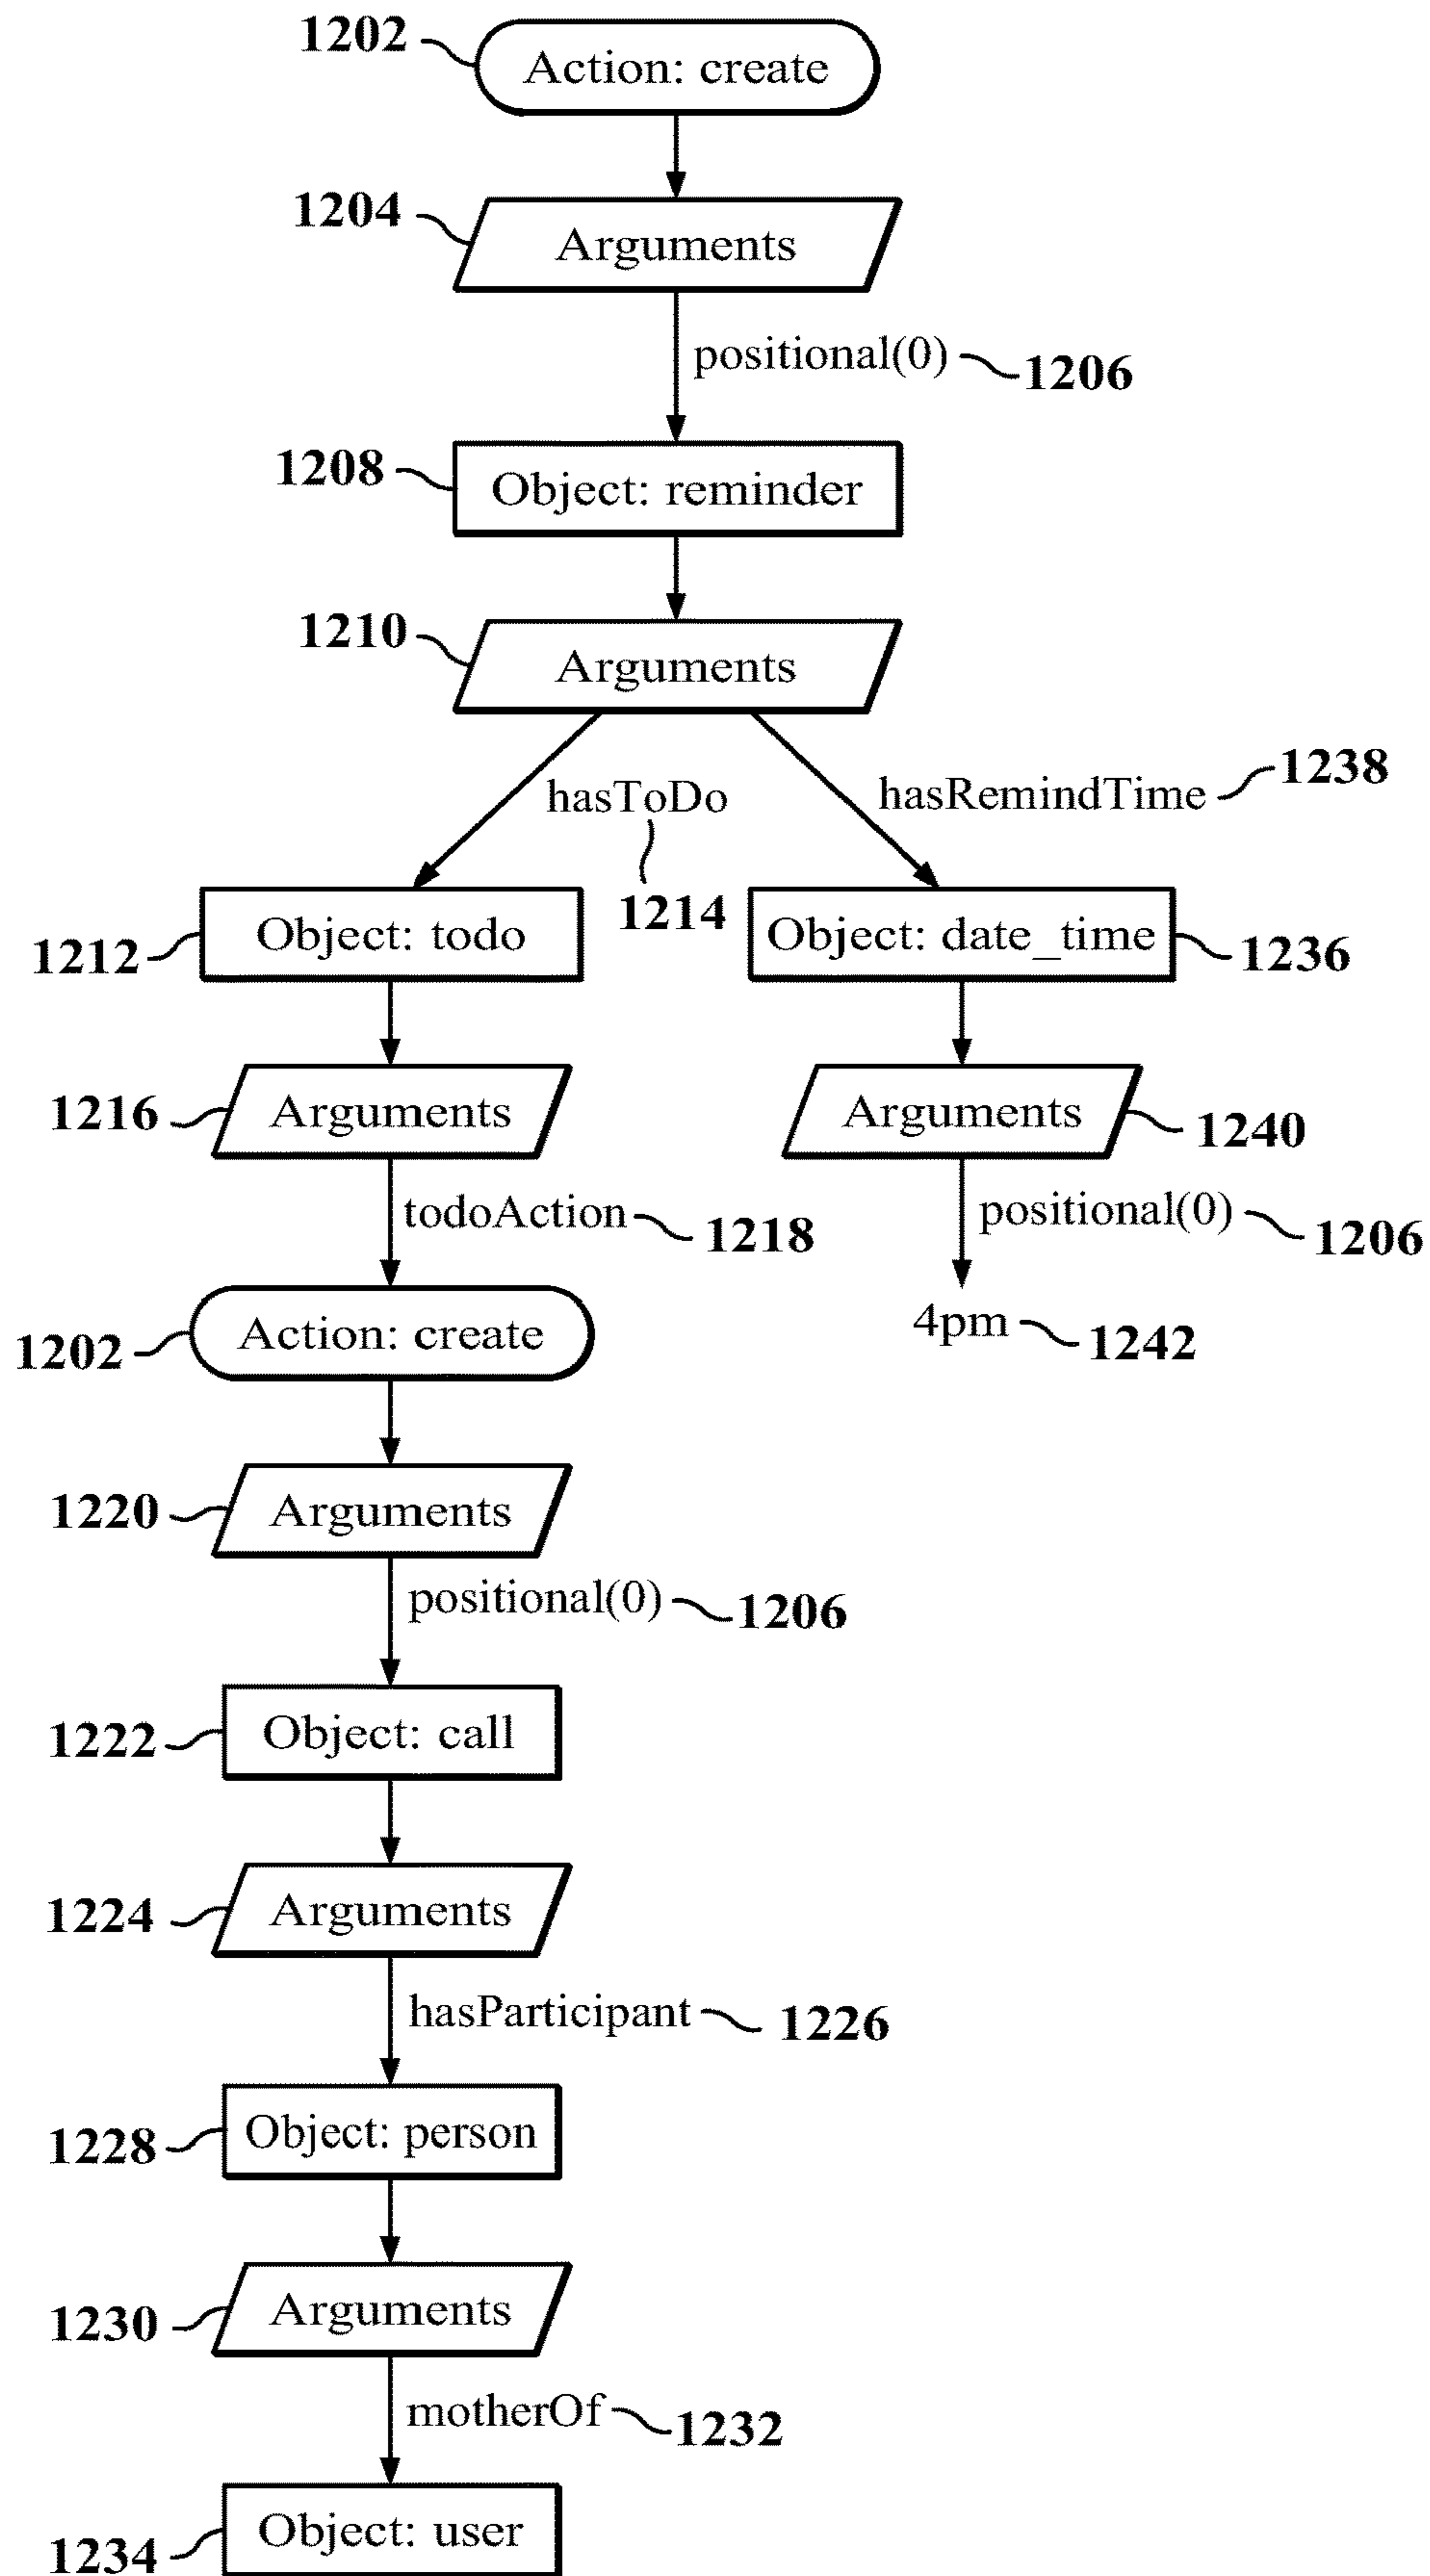 1202
Action: create
1204
Arguments
positional(0)
1206
1208
Object: reminder
1210
Arguments
hasToDo
hasRemindTime
1238
1214
1212
Object: todo
Object: date_time
1236
1216
Arguments
Arguments
1240
todoAction
1218
positional(0)
1206
1202
Action: create
4pm
1242
1220
Arguments
positional(0)
1206
1222
Object: call
1224
Arguments
hasParticipant
1226
1228
Object: person
1230
Arguments
motherOf
1232
1234
Object: user